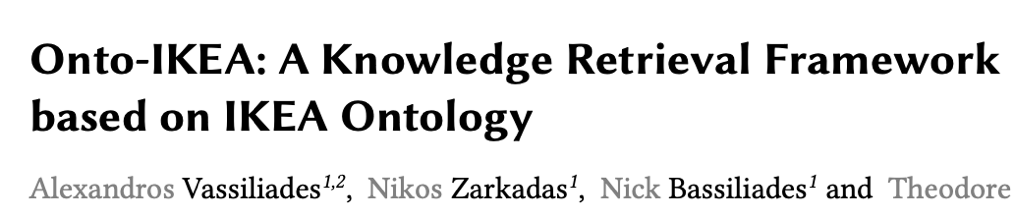 Onto-IKEA: A Knowledge Retrieval Framework
based on IKEA Ontology
Alexandros Vassiliades1,2, Nikos Zarkadas1, Nick Bassiliades1 and Theodore